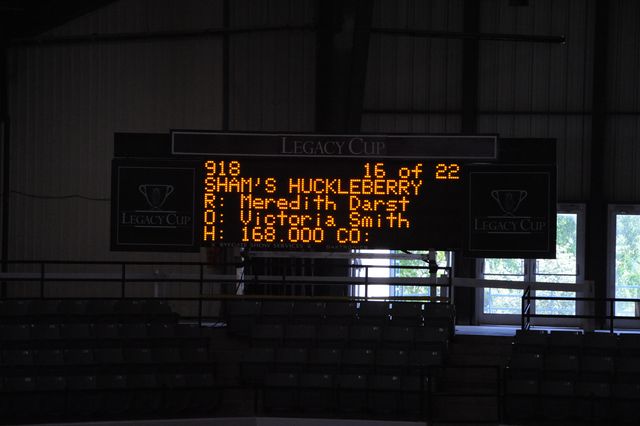 LEGACY CUP
918 16 of 22
SHAM'S HUCKLEBERRY
R: Meredith Darst
O: Victoria Smith
H: 168.000 CO:
LEGACY CUP
LEGACY CUP